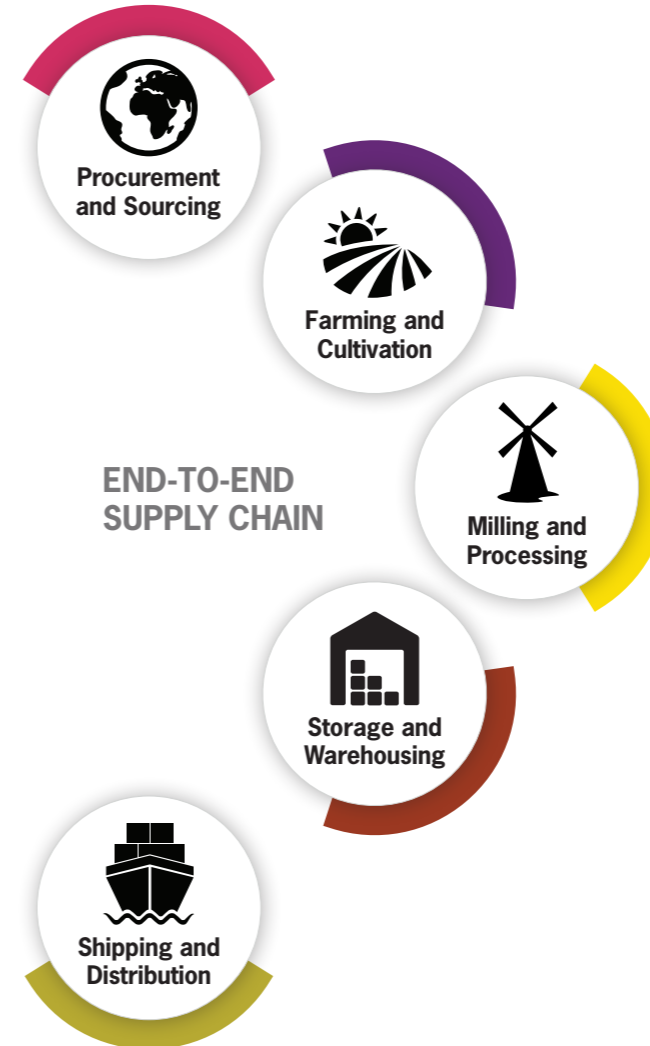 Procurement
and Sourcing
Farming and
Cultivation
END-TO-END
SUPPLY CHAIN
Milling and
Processing
Storage and
Warehousing
Shipping and
Distribution